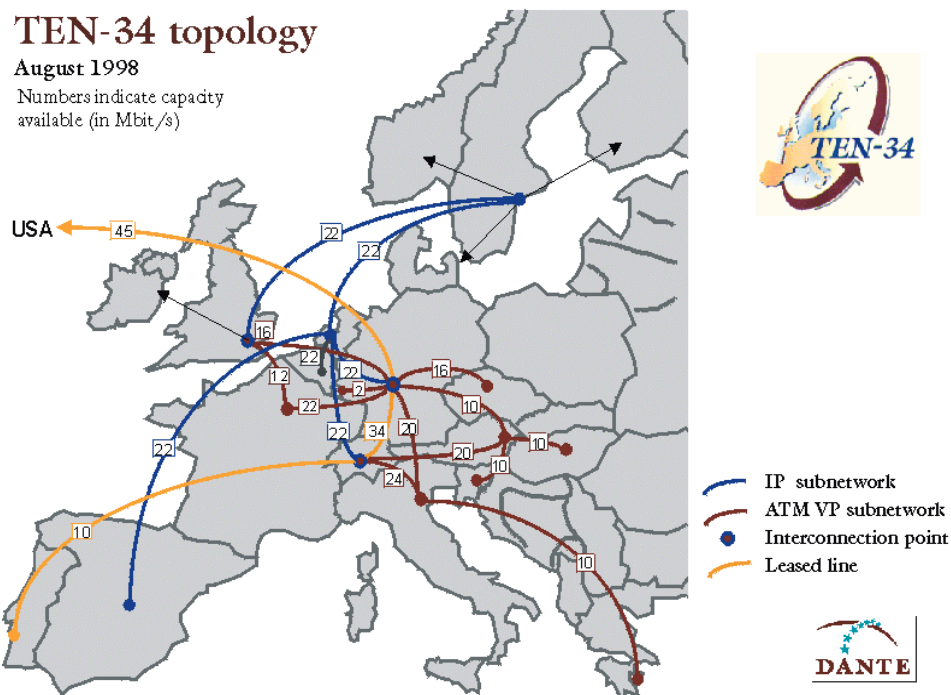 TEN-34 topology
August 1998
Numbers indicate capacity
available (in Mbit/s)
TEN-34
USA
45
22
22
16
22
12
22
2
16
22
10
22
34
20
20
10
22
24
10
10
10
IP subnetwork
ATM VP subnetwork
Interconnection point
Leased line
DANTE